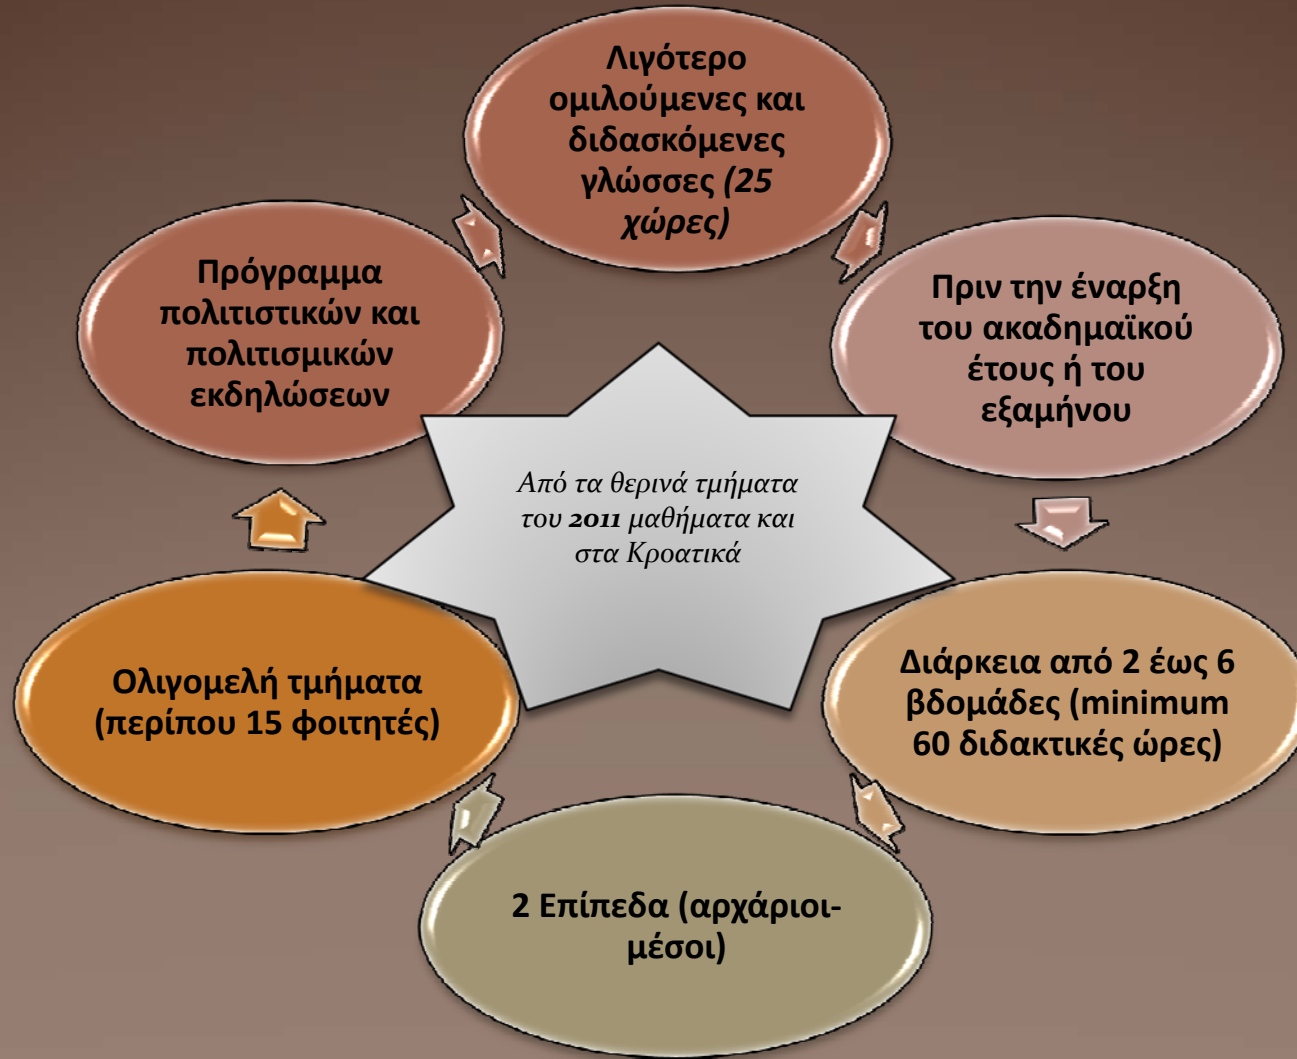 Λιγότερο
ομιλούμενες και
διδασκόμενες
γλώσσες (25
χώρες)
Πριν την έναρξη
του ακαδημαϊκού
έτους ή του
εξαμήνου
Διάρκεια από 2 έως 6
βδομάδες (minimum
60 διδακτικές ώρες)
2 Επίπεδα (αρχάριοι-
μέσοι)
Ολιγομελή τμήματα
(περίπου 15 φοιτητές)
Πρόγραμμα
πολιτιστικών και
πολιτισμικών
εκδηλώσεων
Από τα θερινά τμήματα
του 2011 μαθήματα και
στα Κροατικά